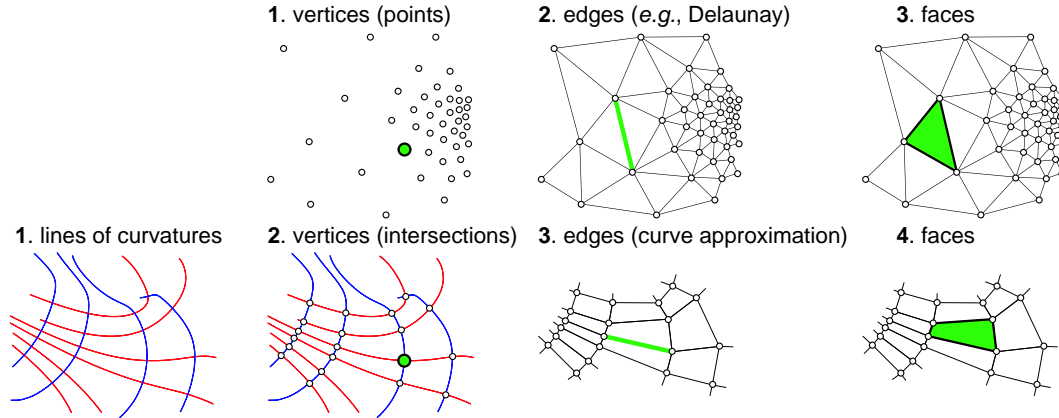 1. vertices (points)
2. edges (e.g., Delaunay)
3. faces
1. lines of curvatures
2. vertices (intersections)
3. edges (curve approximation)
4. faces